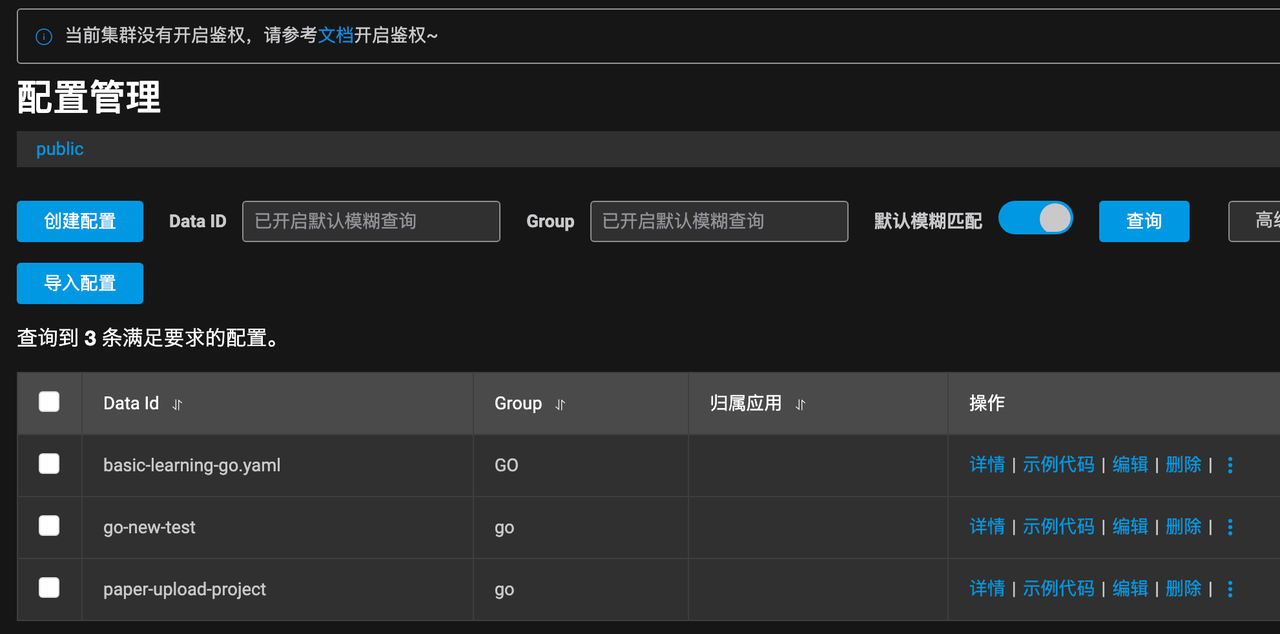 当前集群没有开启鉴权，请参考文档开启鉴权~
配置管理
public
创建配置 Data ID 已开启默认模糊查询 Group 已开启默认模糊查询 默认模糊匹配 查询 高
导入配置
查询到 3 条满足要求的配置。
Data Id Group 归属应用 操作
basic-learning-go.yaml GO 详情 | 示例代码 | 编辑 | 删除 |
go-new-test go 详情 | 示例代码 | 编辑 | 删除 |
paper-upload-project go 详情 | 示例代码 | 编辑 | 删除 |